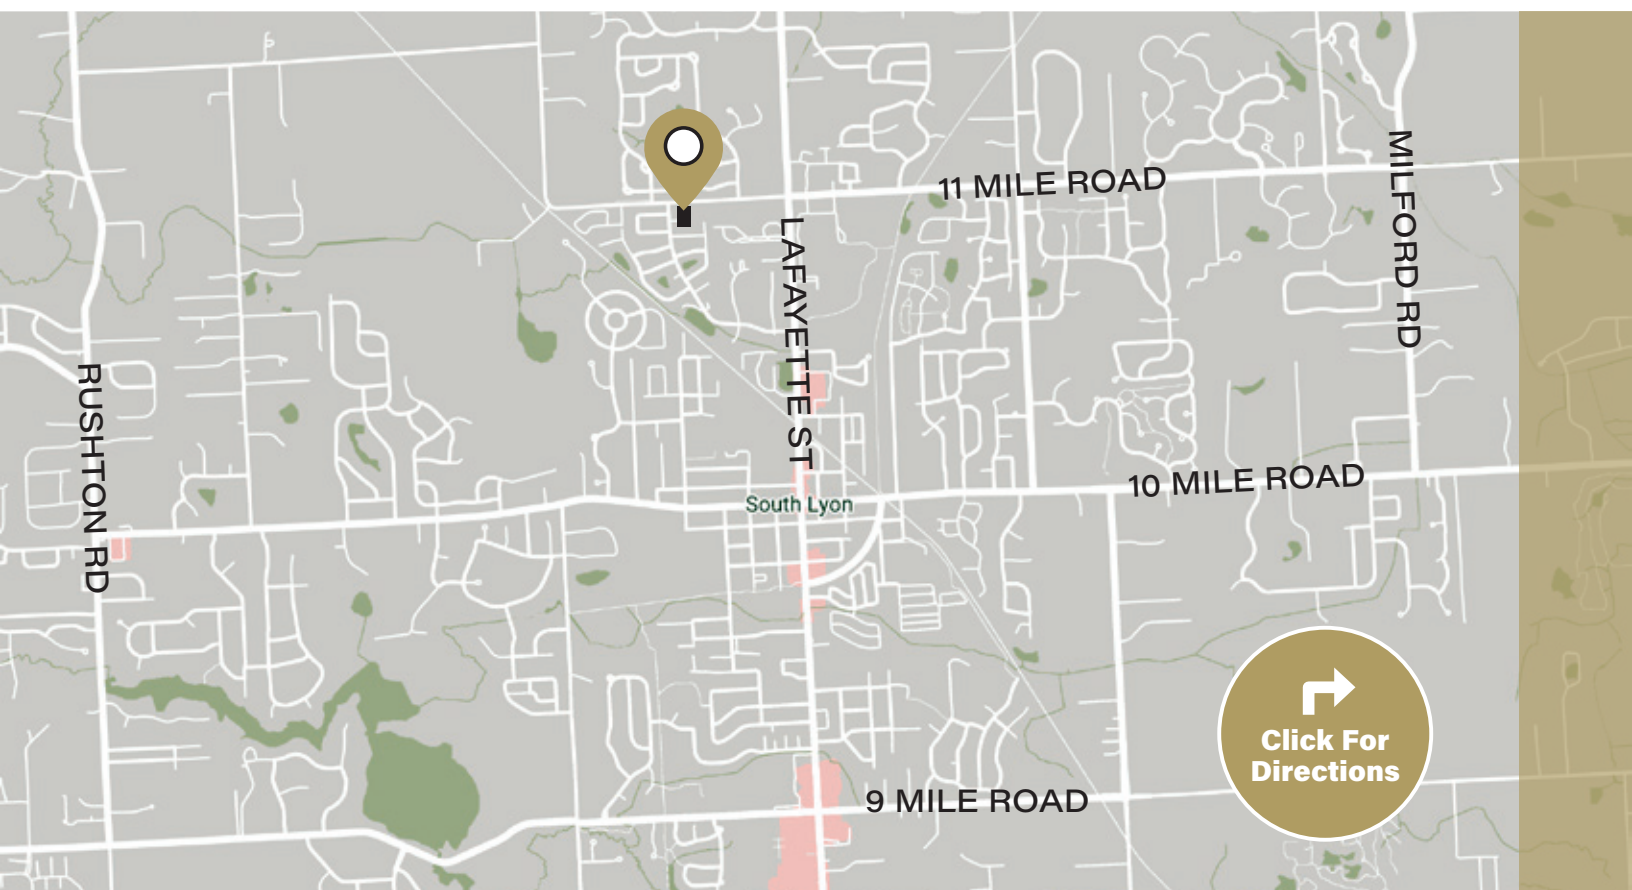 11 MILE ROAD
MILFORD RD
LAFAYETTE ST
RUSHTON RD
10 MILE ROAD
South Lyon
Click For
Directions
9 MILE ROAD